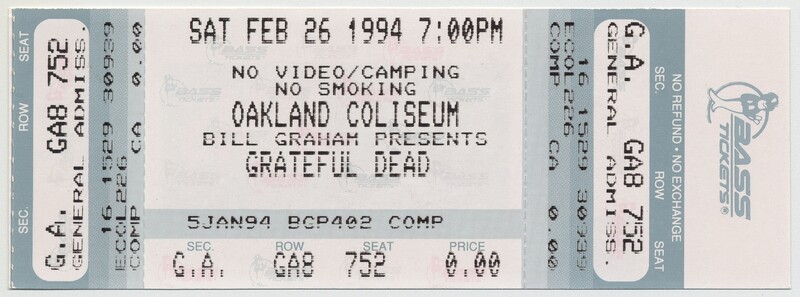 SEC. ROW SEAT
G.A. GA8 752
GENERAL ADMISS.
16 1529 30939
ECOL226 CA
COMP 0.00
SAT FEB 26 1994 7:00PM
NO VIDEO/CAMPING
NO SMOKING
OAKLAND COLISEUM
BILL GRAHAM PRESENTS
GRATEFUL DEAD
5JAN94 BGP402 COMP
SEC. ROW SEAT PRICE
G.A. GA8 752 0.00
16 1529 30939
ECOL226 CA
COMP 0.00
G.A. GA8 752
GENERAL ADMISS.
SEC. ROW SEAT
NO REFUND • NO EXCHANGE
BASS
TICKETS®